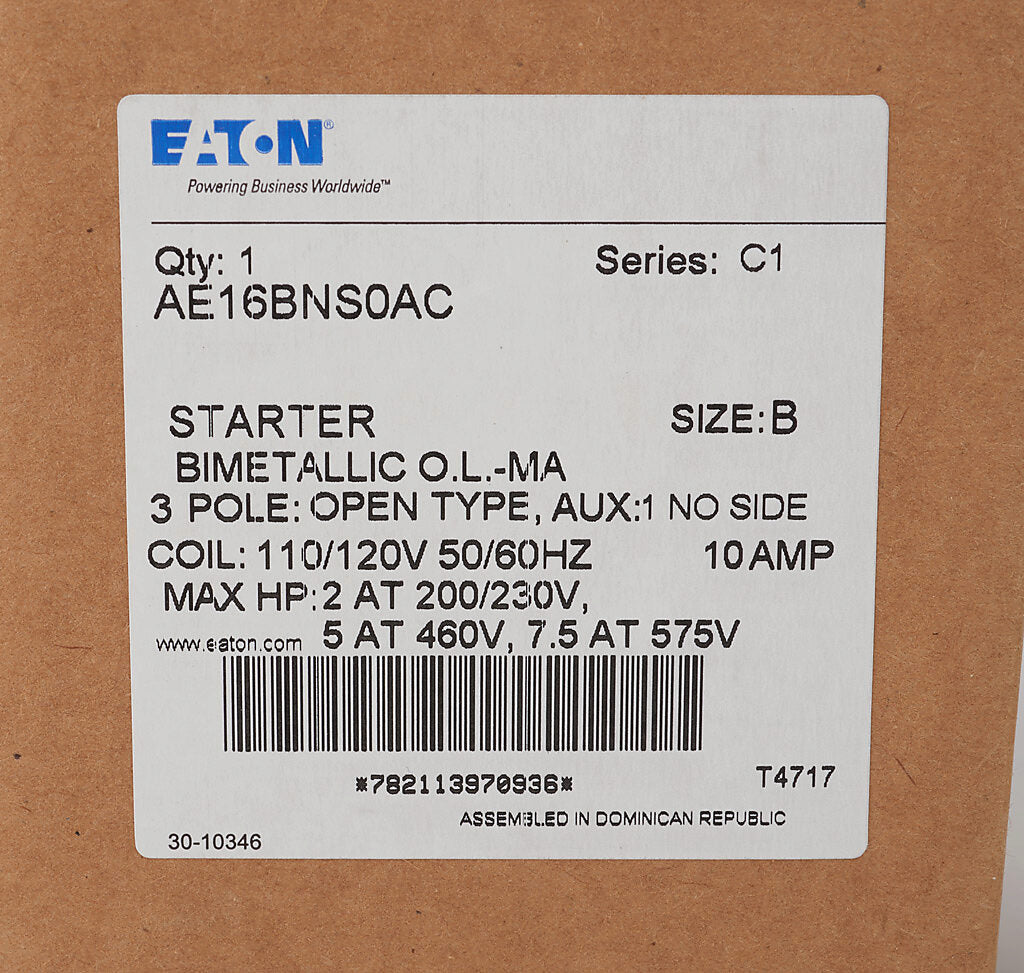 EATON®
Powering Business Worldwide™
Qty: 1 Series: C1
AE16BNS0AC
STARTER SIZE: B
BIMETALLIC O.L.-MA
3 POLE: OPEN TYPE, AUX:1 NO SIDE
COIL: 110/120V 50/60HZ 10 AMP
MAX HP: 2 AT 200/230V,
www.eaton.com 5 AT 460V, 7.5 AT 575V
*782113970936*
T4717
ASSEMBLED IN DOMINICAN REPUBLIC
30-10346